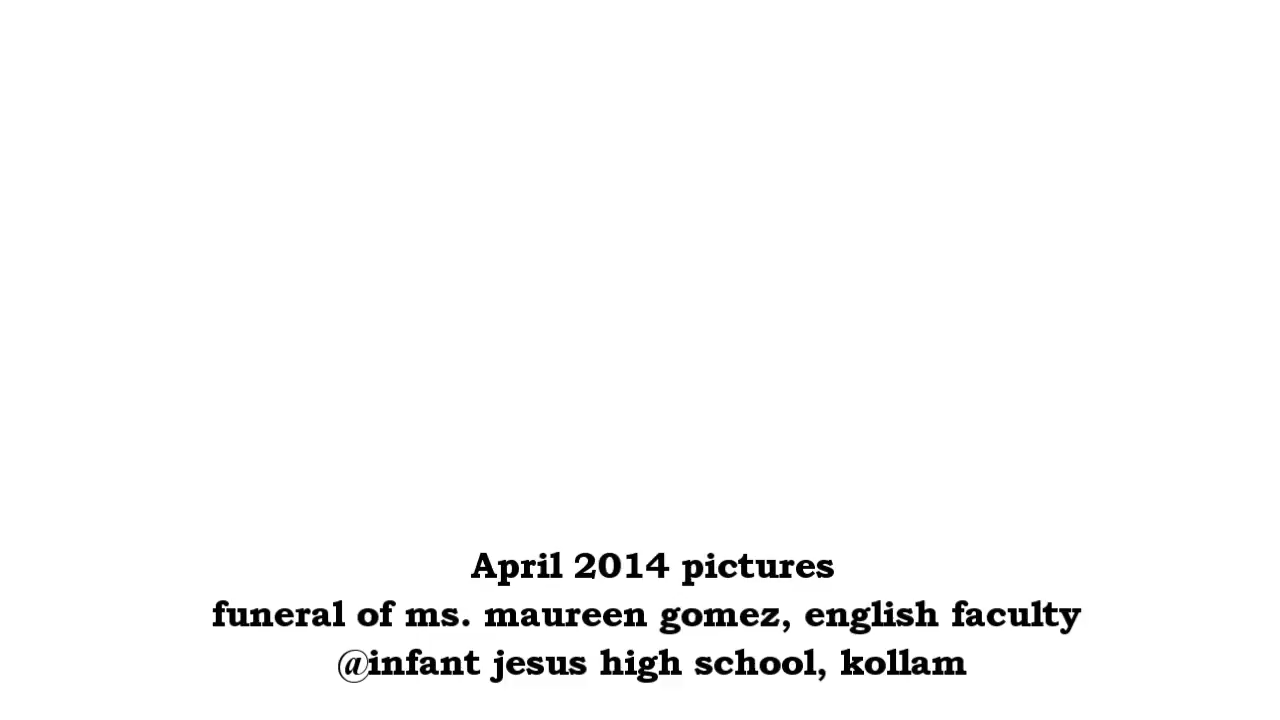 April 2014 pictures
funeral of ms. maureen gomez, english faculty
@infant jesus high school, kollam